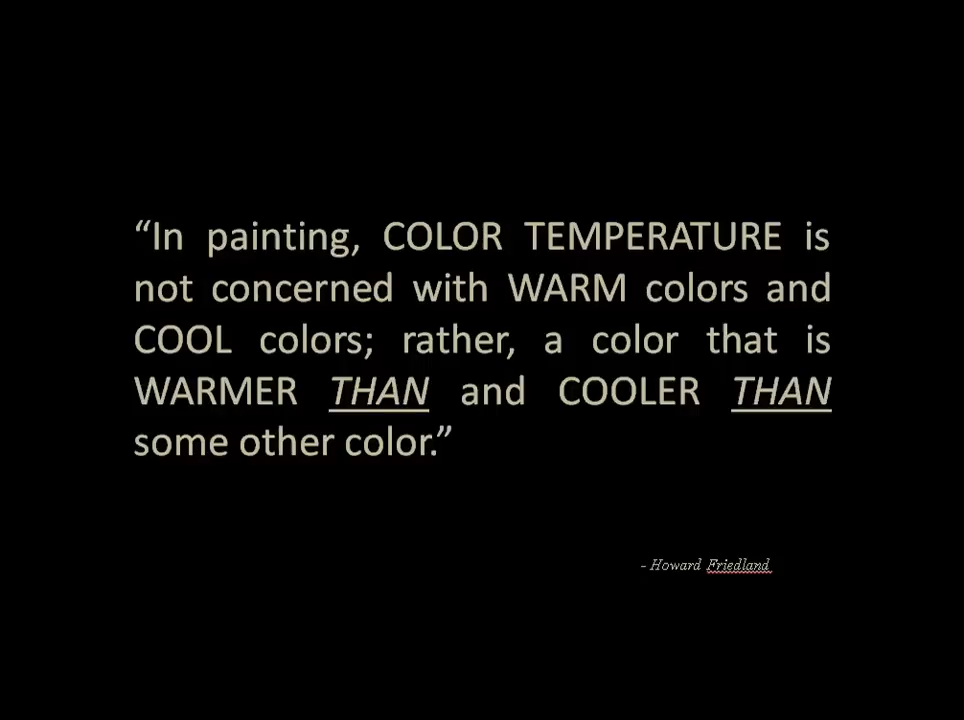 “In painting, COLOR TEMPERATURE is
not concerned with WARM colors and
COOL colors; rather, a color that is
WARMER THAN and COOLER THAN
some other color.”
- Howard Friedland